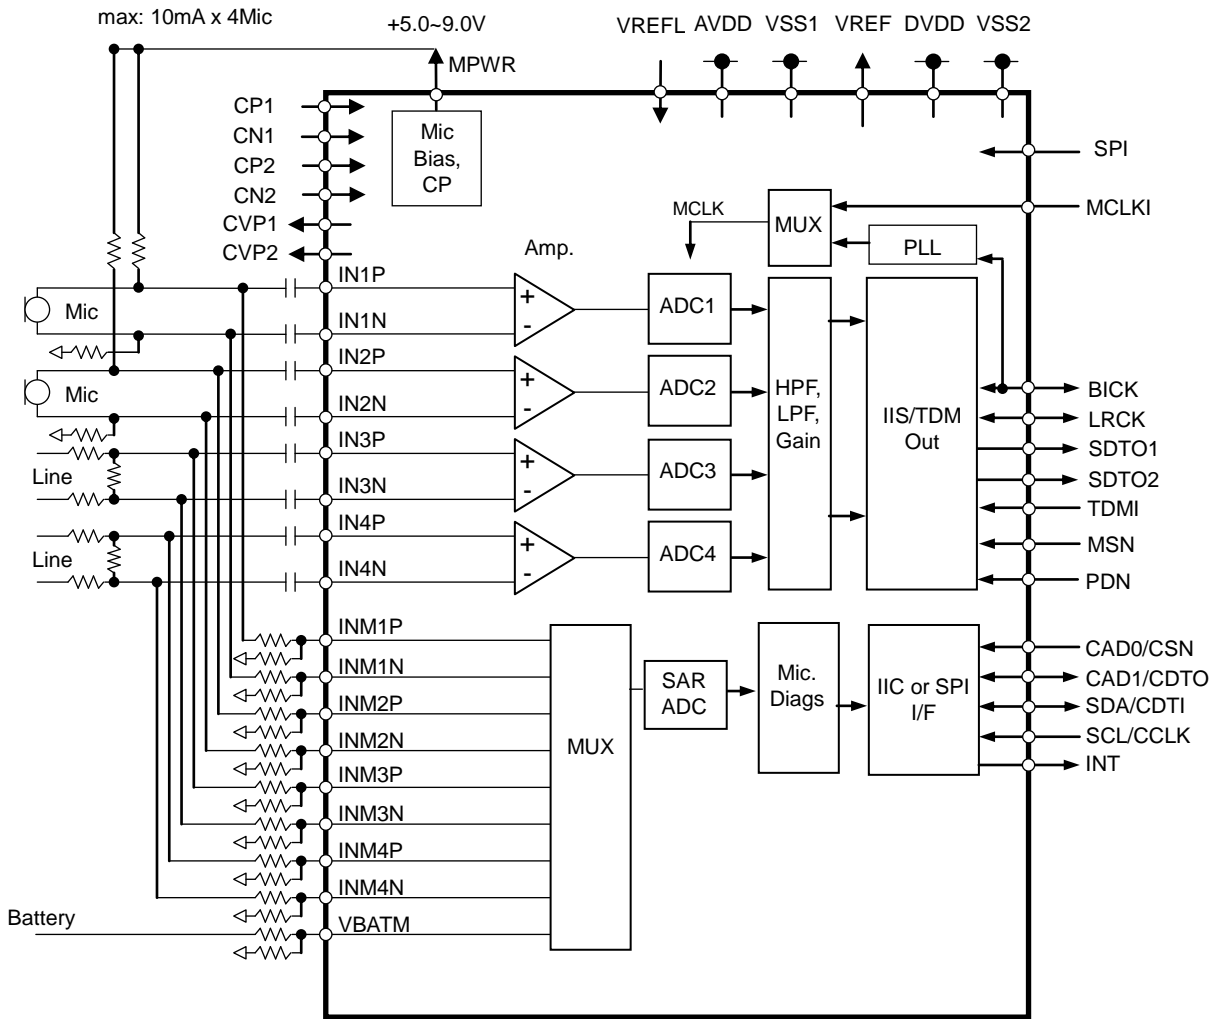 max: 10mA x 4Mic
+5.0~9.0V
VREFL
AVDD
VSS1
VREF
DVDD
VSS2
MPWR
CP1
CN1
CP2
CN2
CVP1
CVP2
Mic
Bias,
CP
SPI
MCLKI
MCLK
MUX
PLL
Amp.
Mic
Mic
Line
Line
IN1P
IN1N
IN2P
IN2N
IN3P
IN3N
IN4P
IN4N
+
-
+
-
+
-
+
-
ADC1
ADC2
ADC3
ADC4
HPF,
LPF,
Gain
IIS/TDM
Out
BICK
LRCK
SDTO1
SDTO2
TDMI
MSN
PDN
INM1P
INM1N
INM2P
INM2N
INM3P
INM3N
INM4P
INM4N
VBATM
Battery
MUX
SAR
ADC
Mic.
Diags
IIC or SPI
I/F
CAD0/CSN
CAD1/CDTO
SDA/CDTI
SCL/CCLK
INT